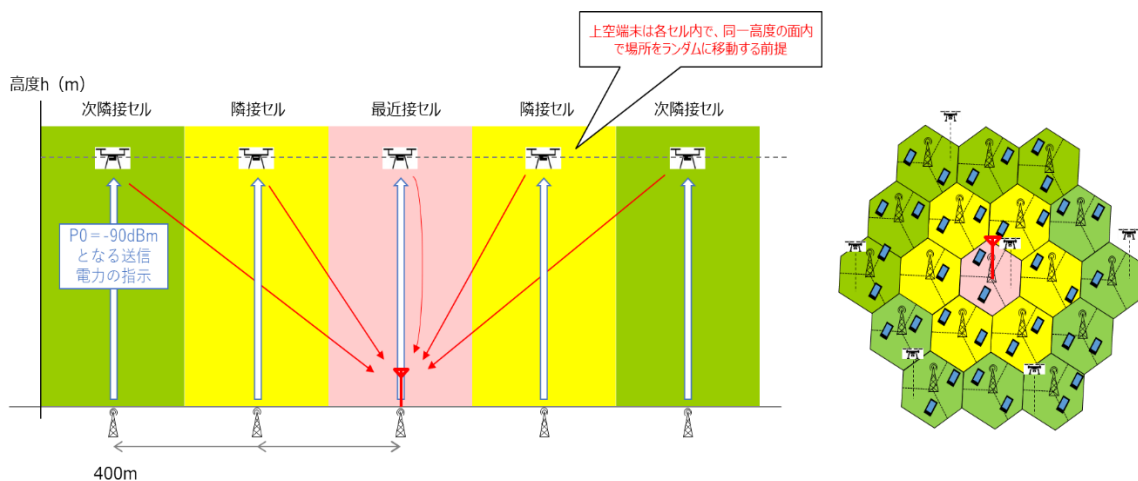 上空端末は各セル内で、同一高度の面内
で場所をランダムに移動する前提
高度h（m）
次隣接セル
隣接セル
最近接セル
隣接セル
次隣接セル
P0＝-90dBm
となる送信
電力の指示
400m